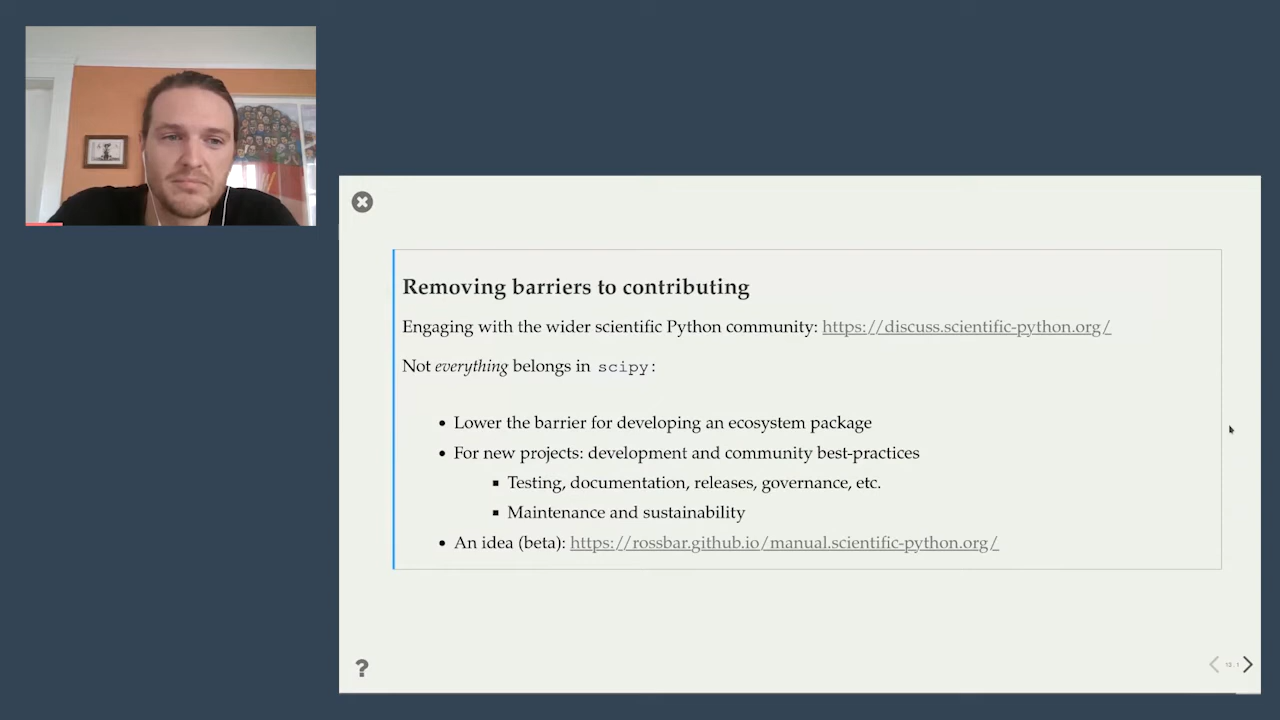 Removing barriers to contributing
Engaging with the wider scientific Python community: https://discuss.scientific-python.org/
Not everything belongs in scipy:
• Lower the barrier for developing an ecosystem package
• For new projects: development and community best-practices
▪ Testing, documentation, releases, governance, etc.
▪ Maintenance and sustainability
• An idea (beta): https://rossbar.github.io/manual.scientific-python.org/
?